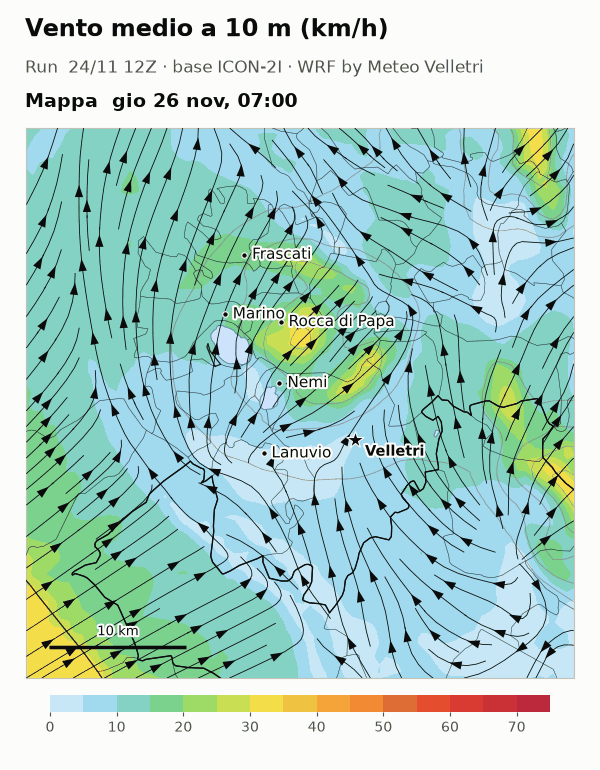 Vento medio a 10 m (km/h)
Run  24/11 12Z · base ICON-2I · WRF by Meteo Velletri
Mappa  gio 26 nov, 07:00
Frascati
Marino
Rocca di Papa
Nemi
Velletri
Lanuvio
10 km
0 10 20 30 40 50 60 70